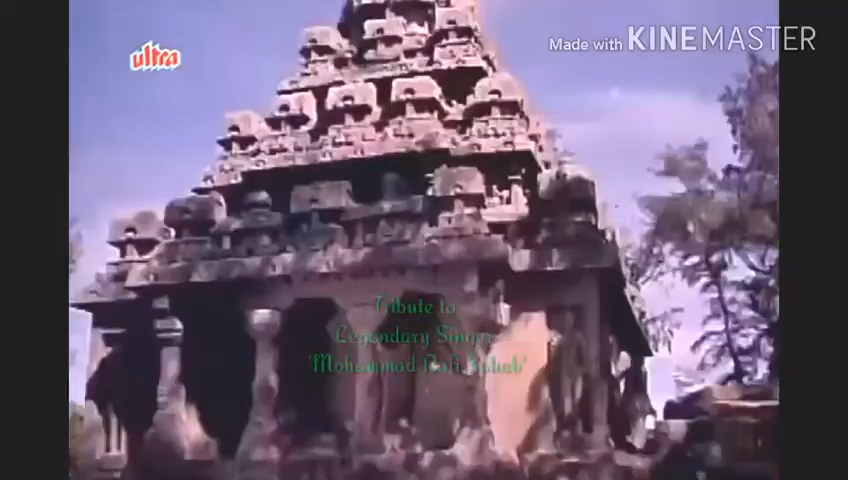 ultra
Made with KINEMASTER
Tribute to
Legendary Singer
'Mohammad Rafi Sahab'